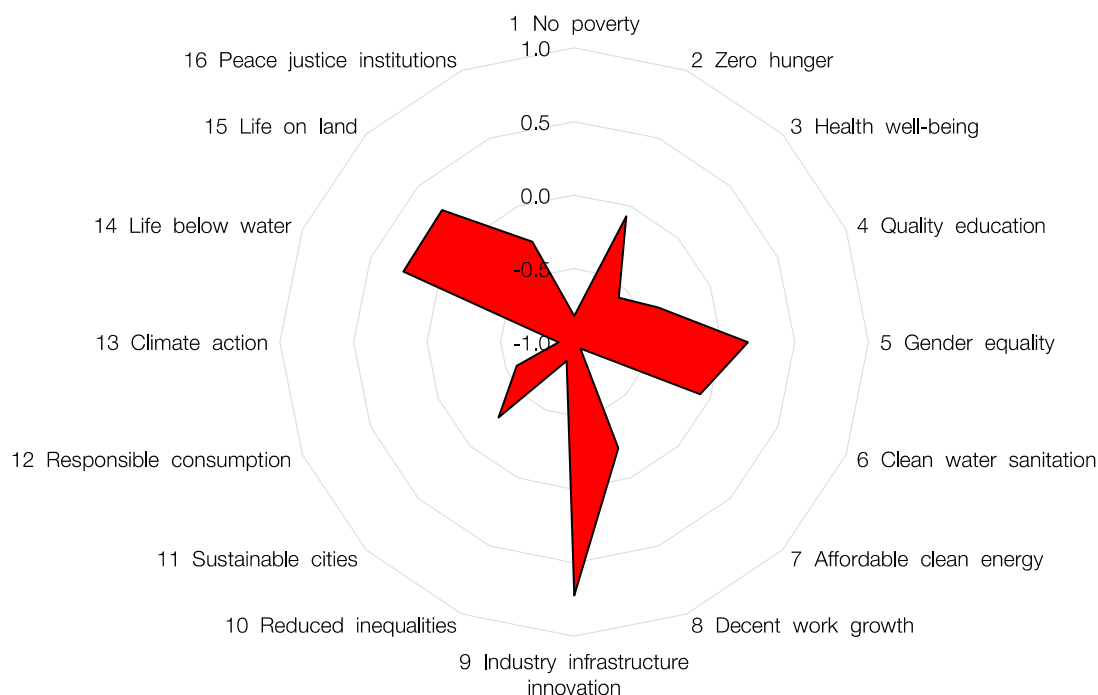 1 No poverty
1.0
16 Peace justice institutions
2 Zero hunger
0.5
15 Life on land
3 Health well-being
0.0
14 Life below water
4 Quality education
-0.5
13 Climate action
-1.0
5 Gender equality
12 Responsible consumption
6 Clean water sanitation
11 Sustainable cities
7 Affordable clean energy
10 Reduced inequalities
8 Decent work growth
9 Industry infrastructure
innovation